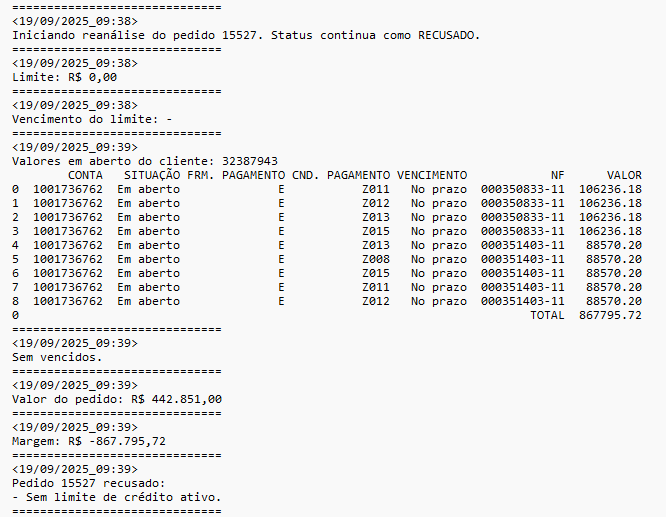 ==============================
<19/09/2025_09:38>
Iniciando reanálise do pedido 15527. Status continua como RECUSADO.
==============================
<19/09/2025_09:38>
Limite: R$ 0,00
==============================
<19/09/2025_09:38>
Vencimento do limite: -
==============================
<19/09/2025_09:39>
Valores em aberto do cliente: 32387943
        CONTA   SITUAÇÃO FRM. PAGAMENTO CND. PAGAMENTO VENCIMENTO            NF      VALOR
0  1001736762  Em aberto              E           Z011   No prazo  000350833-11  106236.18
1  1001736762  Em aberto              E           Z012   No prazo  000350833-11  106236.18
2  1001736762  Em aberto              E           Z013   No prazo  000350833-11  106236.18
3  1001736762  Em aberto              E           Z015   No prazo  000350833-11  106236.18
4  1001736762  Em aberto              E           Z013   No prazo  000351403-11   88570.20
5  1001736762  Em aberto              E           Z008   No prazo  000351403-11   88570.20
6  1001736762  Em aberto              E           Z015   No prazo  000351403-11   88570.20
7  1001736762  Em aberto              E           Z011   No prazo  000351403-11   88570.20
8  1001736762  Em aberto              E           Z012   No prazo  000351403-11   88570.20
0                                                                         TOTAL  867795.72
==============================
<19/09/2025_09:39>
Sem vencidos.
==============================
<19/09/2025_09:39>
Valor do pedido: R$ 442.851,00
==============================
<19/09/2025_09:39>
Margem: R$ -867.795,72
==============================
<19/09/2025_09:39>
Pedido 15527 recusado:
- Sem limite de crédito ativo.
==============================